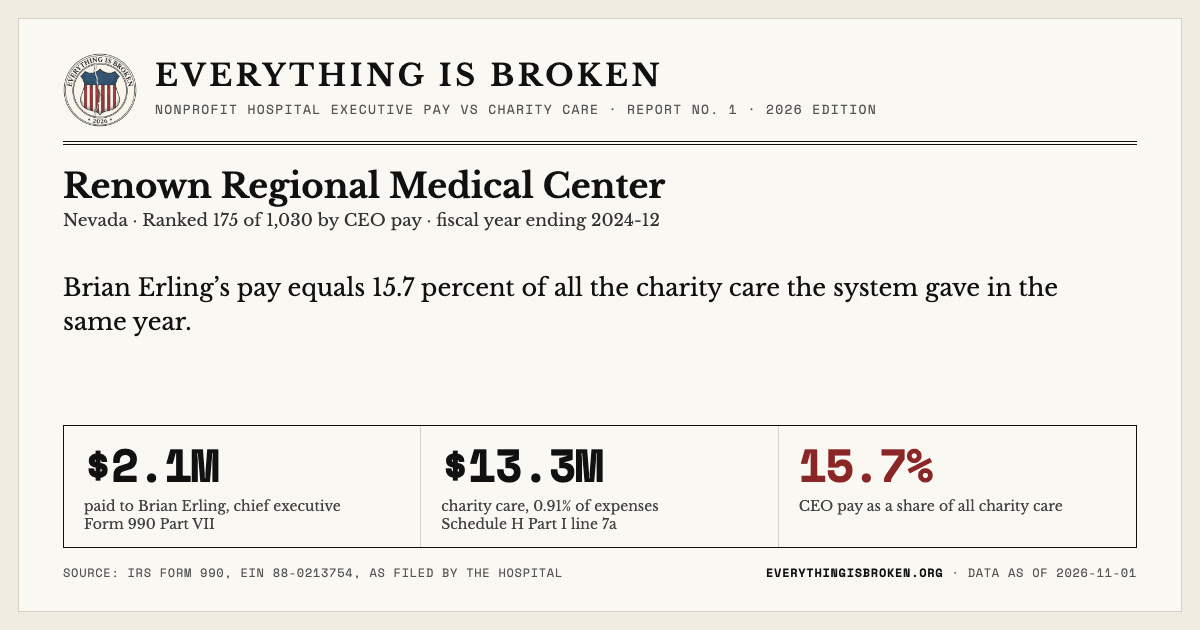 EVERYTHING IS BROKEN
2026
EVERYTHING IS BROKEN
NONPROFIT HOSPITAL EXECUTIVE PAY VS CHARITY CARE · REPORT NO. 1 · 2026 EDITION
Renown Regional Medical Center
Nevada · Ranked 175 of 1,030 by CEO pay · fiscal year ending 2024-12
Brian Erling’s pay equals 15.7 percent of all the charity care the system gave in the
same year.
$2.1M
paid to Brian Erling, chief executive
Form 990 Part VII
$13.3M
charity care, 0.91% of expenses
Schedule H Part I line 7a
15.7%
CEO pay as a share of all charity care
SOURCE: IRS FORM 990, EIN 88-0213754, AS FILED BY THE HOSPITAL
EVERYTHINGISBROKEN.ORG · DATA AS OF 2026-11-01